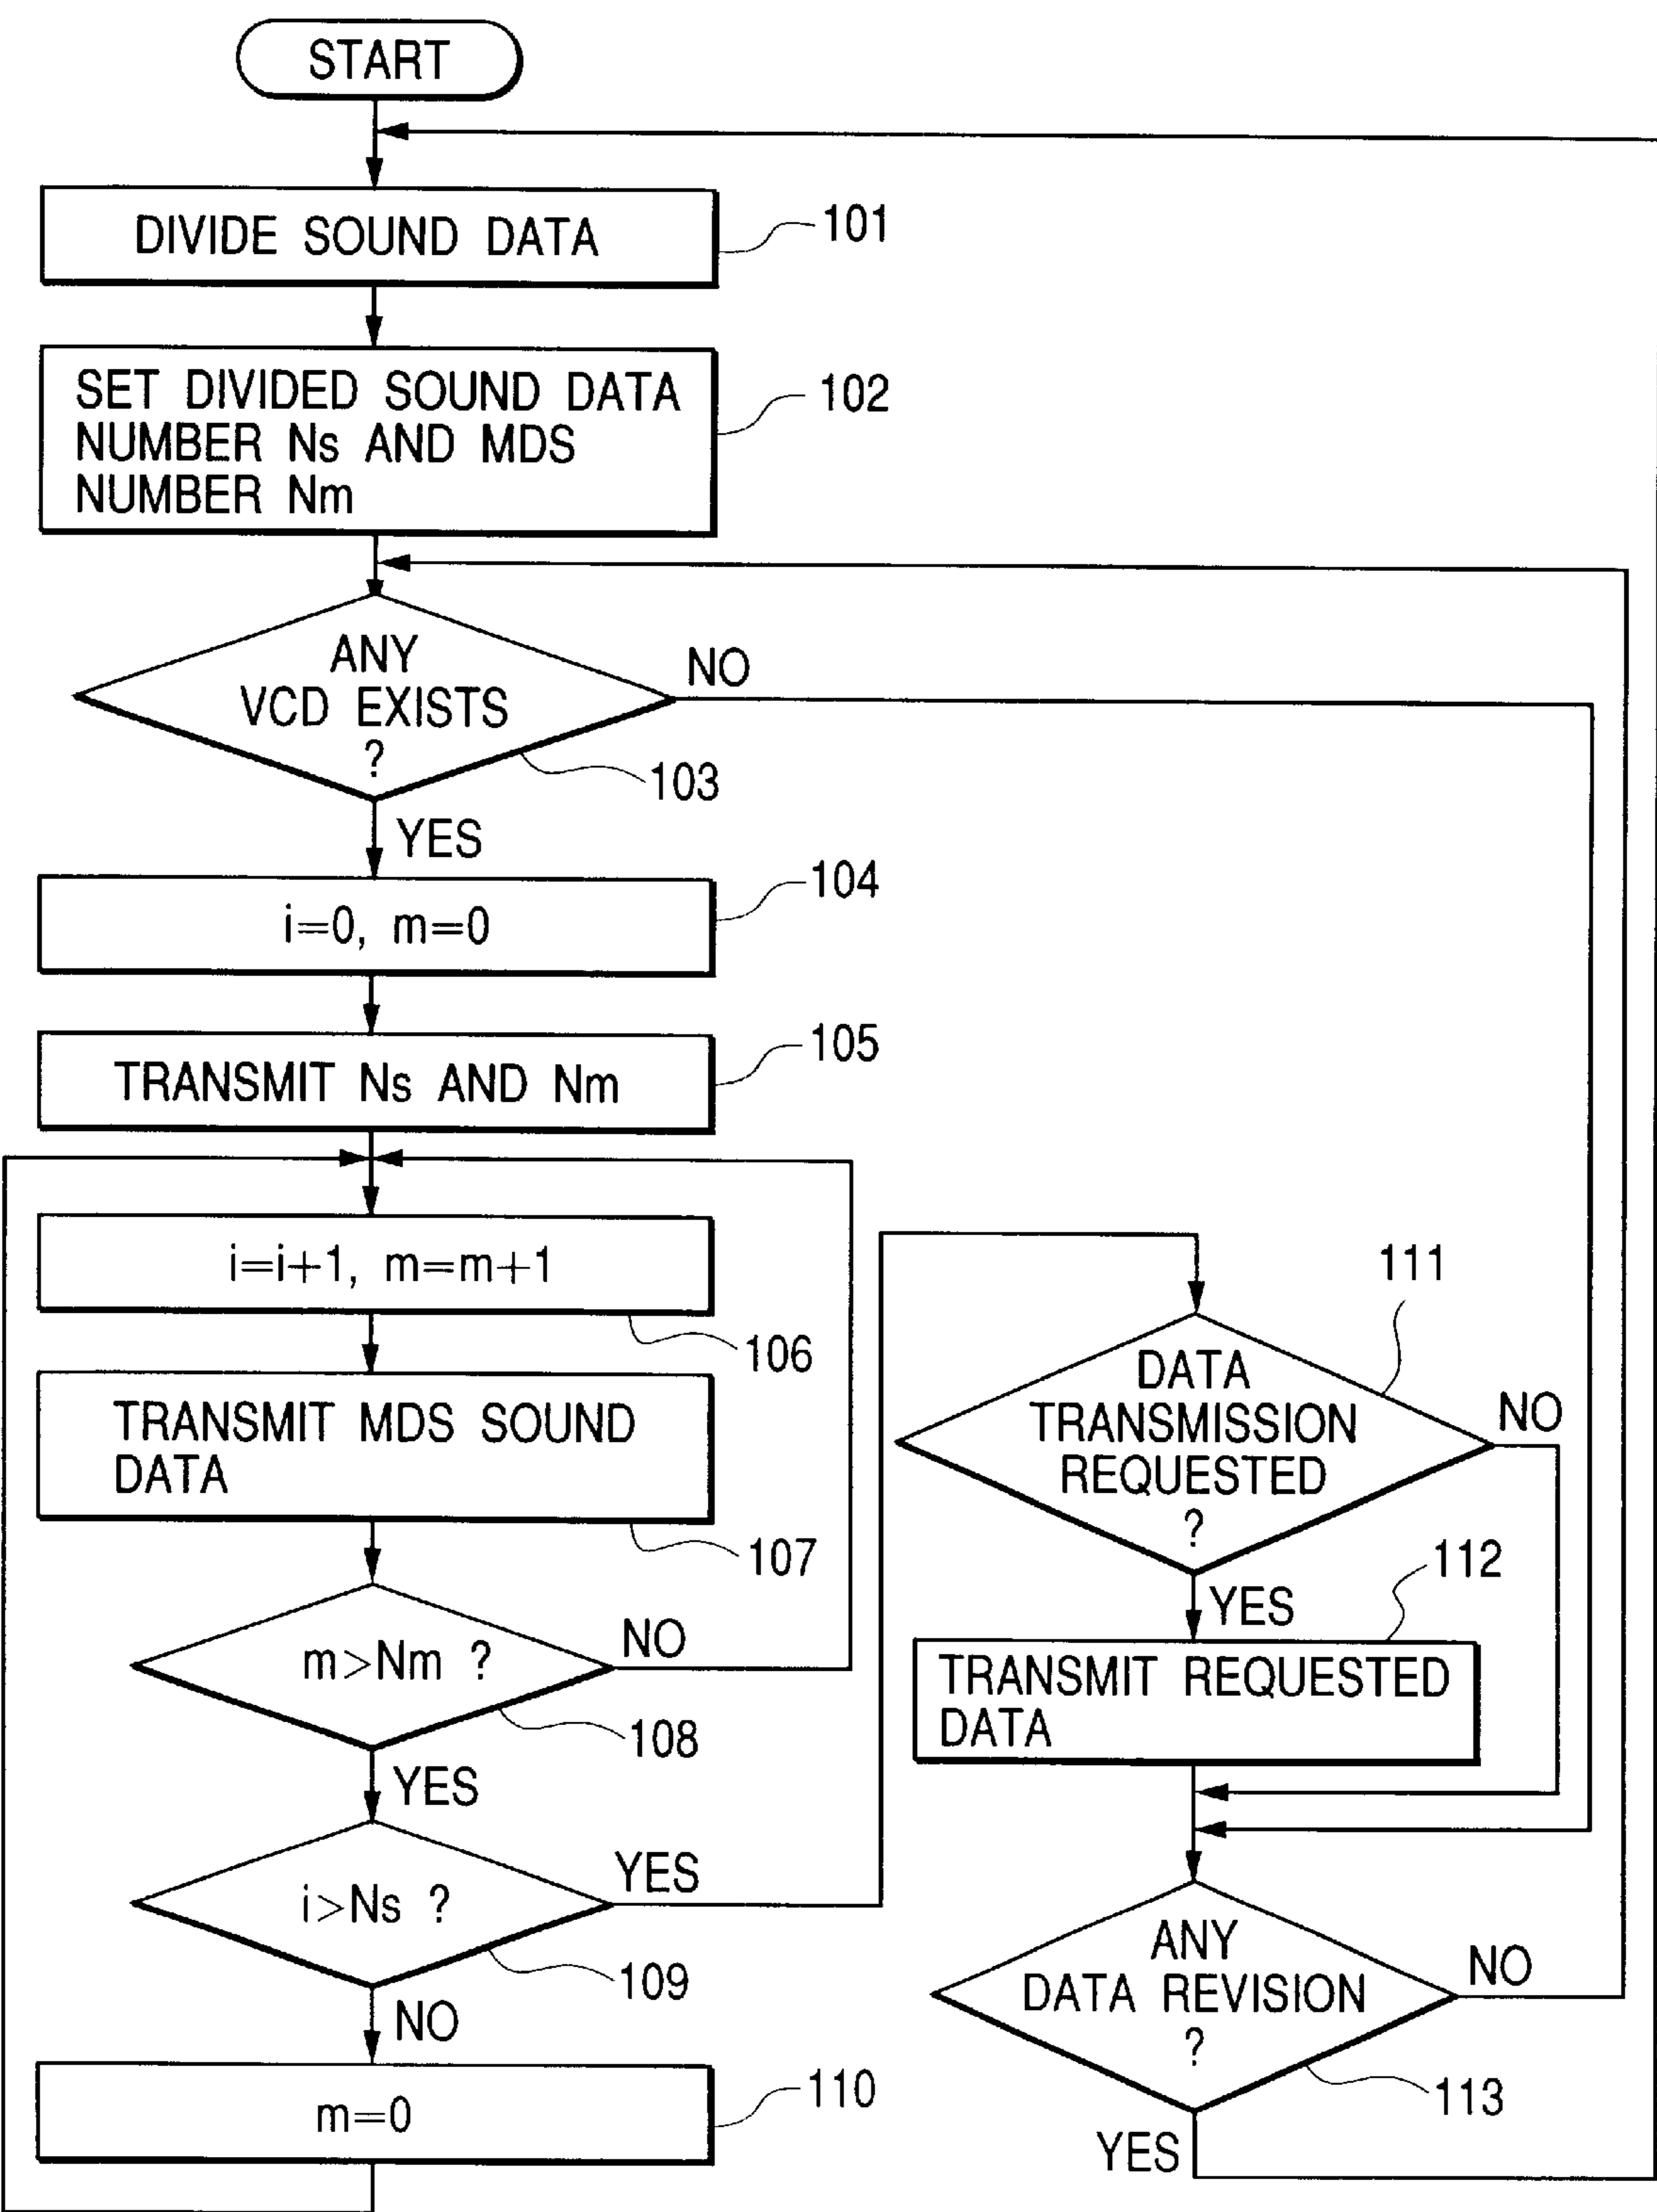 START
DIVIDE SOUND DATA
101
SET DIVIDED SOUND DATA
NUMBER Ns AND MDS
NUMBER Nm
102
ANY
VCD EXISTS
?
NO
103
YES
i=0, m=0
104
TRANSMIT Ns AND Nm
105
i=i+1, m=m+1
106
TRANSMIT MDS SOUND
DATA
107
m>Nm ?
NO
108
YES
i>Ns ?
YES
109
NO
m=0
110
111
DATA
TRANSMISSION
REQUESTED
?
NO
YES
112
TRANSMIT REQUESTED
DATA
ANY
DATA REVISION
?
NO
113
YES